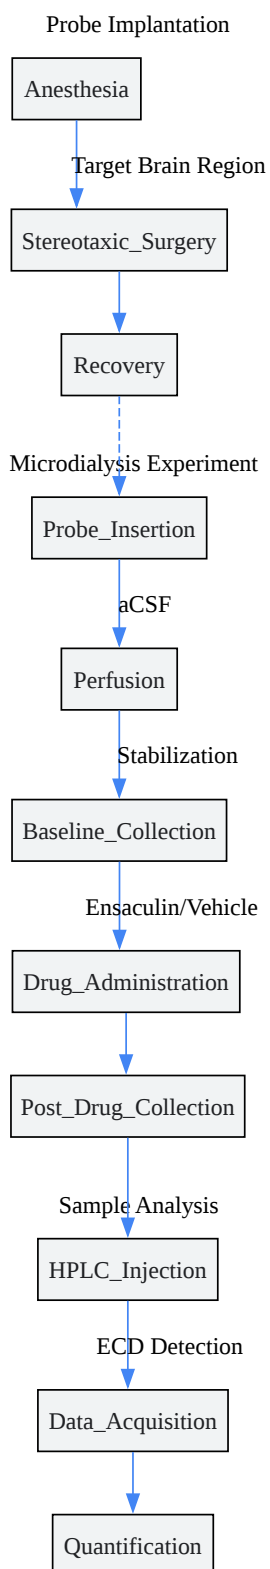 Probe Implantation
Anesthesia
Target Brain Region
Stereotaxic_Surgery
Recovery
Microdialysis Experiment
Probe_Insertion
aCSF
Perfusion
Stabilization
Baseline_Collection
Ensaculin/Vehicle
Drug_Administration
Post_Drug_Collection
Sample Analysis
HPLC_Injection
ECD Detection
Data_Acquisition
Quantification